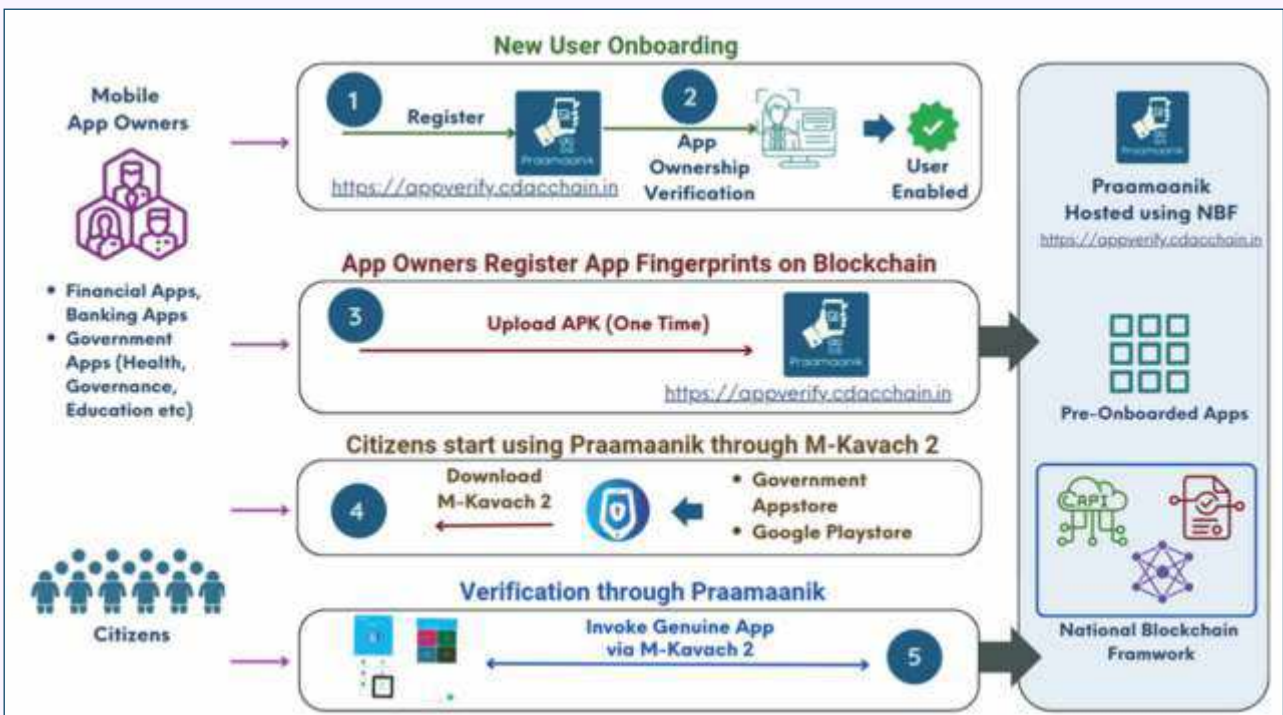 New User Onboarding
Mobile
App Owners
1
Register
Praamaanik
https://appverify.cdacchain.in
2
App
Ownership
Verification
User
Enabled
Praamaanik
Praamaanik
Hosted using NBF
https://appverify.cdacchain.in
App Owners Register App Fingerprints on Blockchain
• Financial Apps,
Banking Apps
• Government
Apps (Health,
Governance,
Education etc)
3
Upload APK (One Time)
Praamaanik
https://appverify.cdacchain.in
Pre-Onboarded Apps
Citizens start using Praamaanik through M-Kavach 2
4
Download
M-Kavach 2
• Government
Appstore
• Google Playstore
API
Verification through Praamaanik
Citizens
Invoke Genuine App
via M-Kavach 2
5
National Blockchain
Framwork